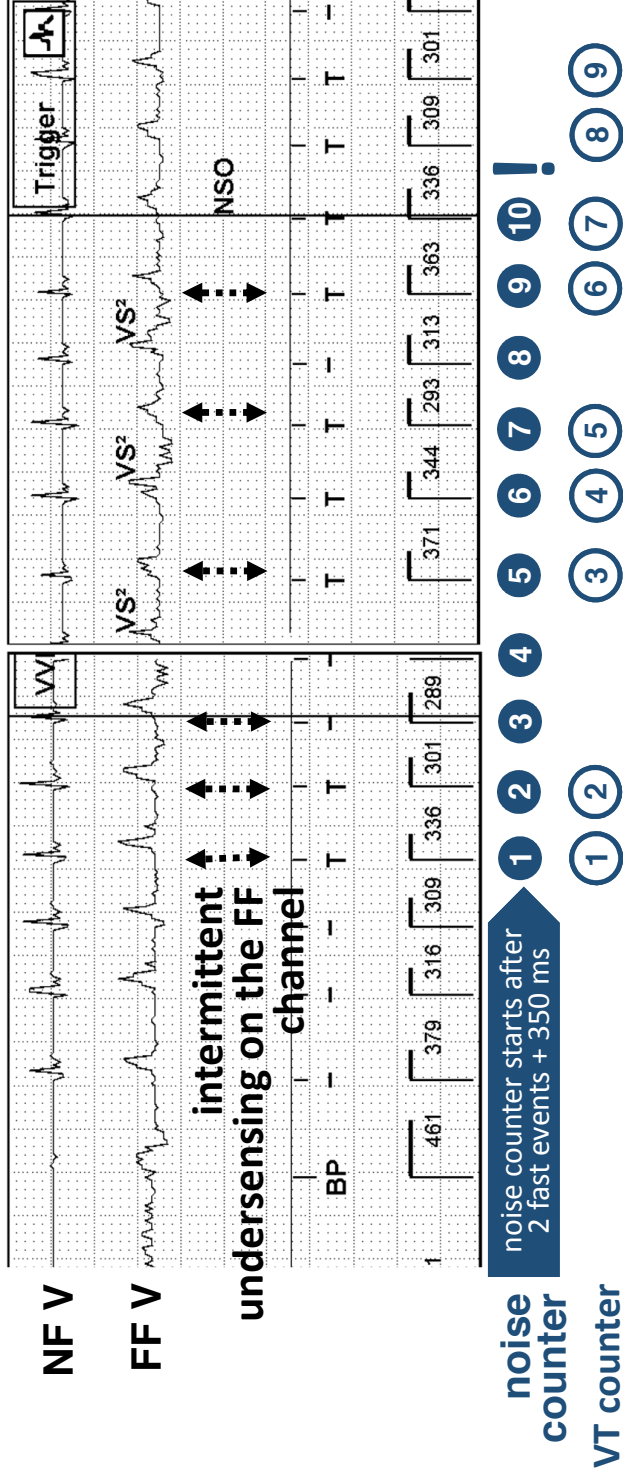 NF V
VVI
Trigger
FF V
VS²
VS²
VS²
intermittent
undersensing on the FF
channel
NSO
BP – – – T T – –
T T T – T T T T –
1 461 379 316 309 336 301 289
371 344 293 313 363 336 309 301
noise
counter
noise counter starts after
2 fast events + 350 ms
1 2 3 4 5 6 7 8 9 10 !
VT counter
1 2 3 4 5 6 7 8 9